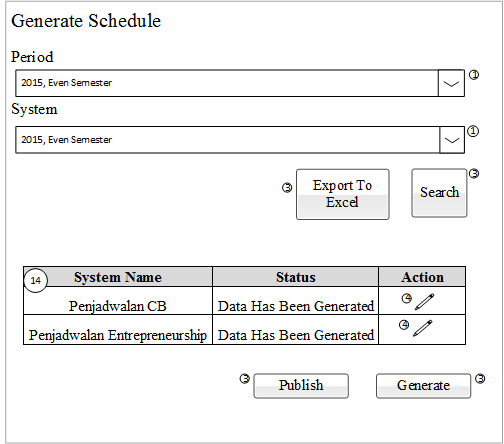 Generate Schedule
Period
2015, Even Semester
1
System
2015, Even Semester
1
3
Export To
Excel
Search
3
14
System Name Status Action
Penjadwalan CB Data Has Been Generated 4
Penjadwalan Entrepreneurship Data Has Been Generated 4
3
Publish
Generate
3